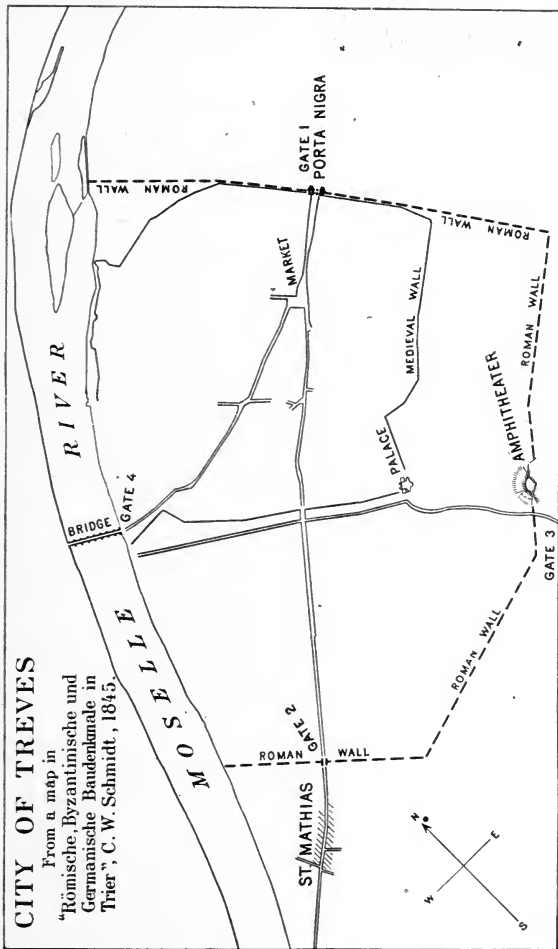 CITY OF TREVES
From a map in
"Römische, Byzantinische und
Germanische Baudenkmale in
Trier", C. W. Schmidt, 1845.
MOSELLE RIVER
BRIDGE
GATE 4
ROMAN WALL
GATE 1
PORTA NIGRA
MARKET
MEDIEVAL WALL
ROMAN WALL
ROMAN WALL
PALACE
AMPHITHEATER
GATE 3
ROMAN WALL
GATE 2
ROMAN WALL
ST. MATHIAS
N
W
E
S